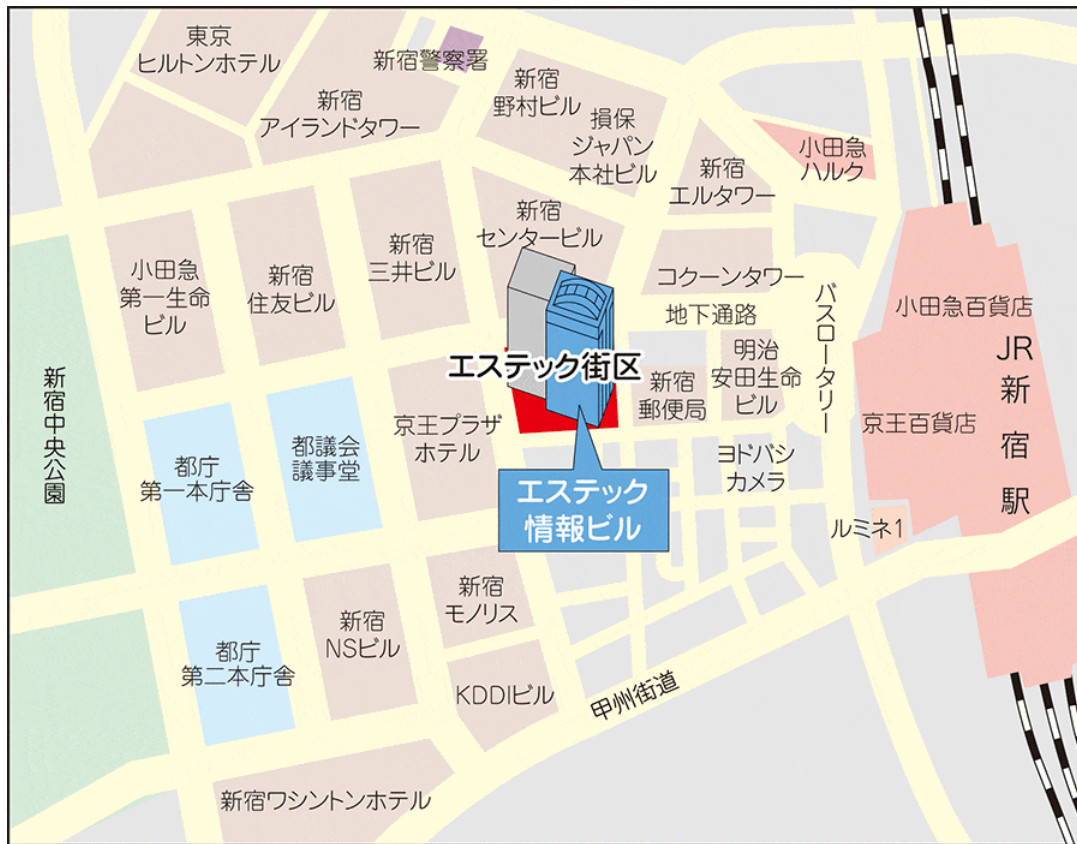 東京
ヒルトンホテル
新宿警察署
新宿
アイランドタワー
新宿
野村ビル
損保
ジャパン
本社ビル
新宿
エルタワー
小田急
ハルク
小田急
第一生命
ビル
新宿
住友ビル
新宿
三井ビル
新宿
センタービル
コクーンタワー
地下通路
バスロータリー
小田急百貨店
JR新宿駅
京王百貨店
エステック街区
新宿
郵便局
明治
安田生命
ビル
新宿中央公園
都庁
第一本庁舎
都議会
議事堂
京王プラザ
ホテル
エステック
情報ビル
ヨドバシ
カメラ
ルミネ1
都庁
第二本庁舎
新宿
NSビル
新宿
モノリス
KDDIビル
甲州街道
新宿ワシントンホテル